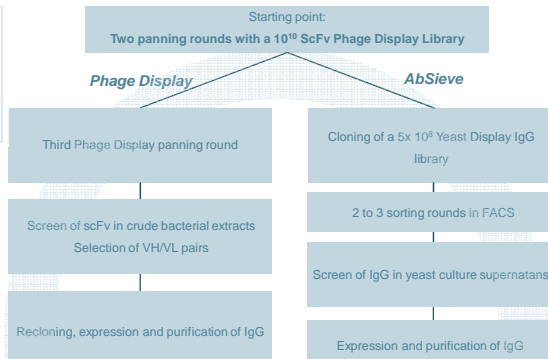 Starting point:
Two panning rounds with a 10¹⁰ ScFv Phage Display Library
Phage Display
AbSieve
Third Phage Display panning round
Cloning of a 5x 10⁸ Yeast Display IgG
library
Screen of scFv in crude bacterial extracts
Selection of VH/VL pairs
2 to 3 sorting rounds in FACS
Screen of IgG in yeast culture supernatans
Recloning, expression and purification of IgG
Expression and purification of IgG